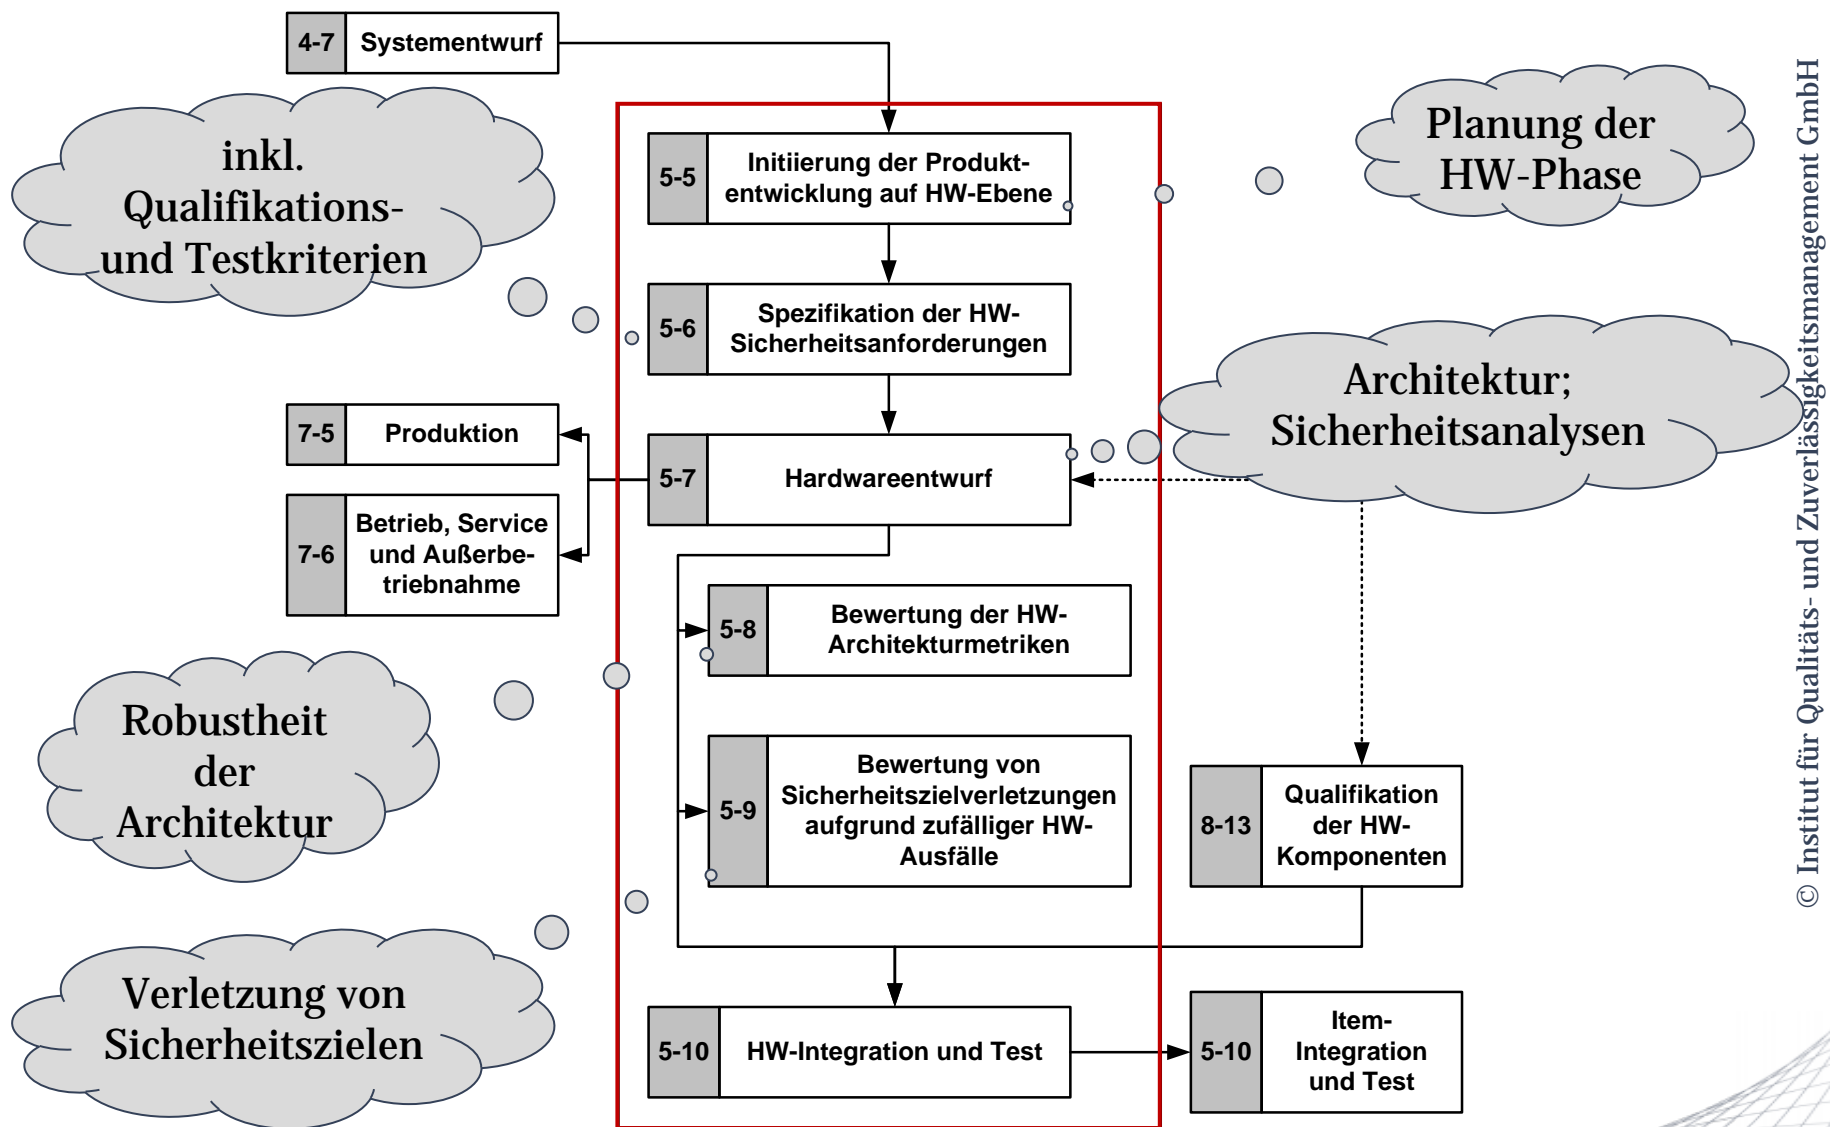 4-7
Systementwurf
inkl.
Qualifikations-
und Testkriterien
5-5
Initiierung der Produkt-
entwicklung auf HW-Ebene
Planung der
HW-Phase
5-6
Spezifikation der HW-
Sicherheitsanforderungen
Architektur;
Sicherheitsanalysen
7-5
Produktion
5-7
Hardwareentwurf
7-6
Betrieb, Service
und Außerbe-
triebnahme
5-8
Bewertung der HW-
Architekturmetriken
Robustheit
der
Architektur
5-9
Bewertung von
Sicherheitszielverletzungen
aufgrund zufälliger HW-
Ausfälle
8-13
Qualifikation
der HW-
Komponenten
Verletzung von
Sicherheitszielen
5-10
HW-Integration und Test
5-10
Item-
Integration
und Test
© Institut für Qualitäts- und Zuverlässigkeitsmanagement GmbH